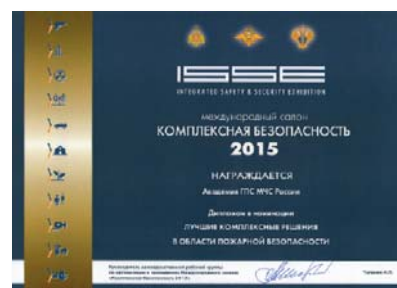 ISSE
INTEGRATED SAFETY & SECURITY EXHIBITION
международный салон
КОМПЛЕКСНАЯ БЕЗОПАСНОСТЬ
2015
НАГРАЖДАЕТСЯ
Академия ГПС МЧС России
Дипломом в номинации
ЛУЧШИЕ КОМПЛЕКСНЫЕ РЕШЕНИЯ
В ОБЛАСТИ ПОЖАРНОЙ БЕЗОПАСНОСТИ